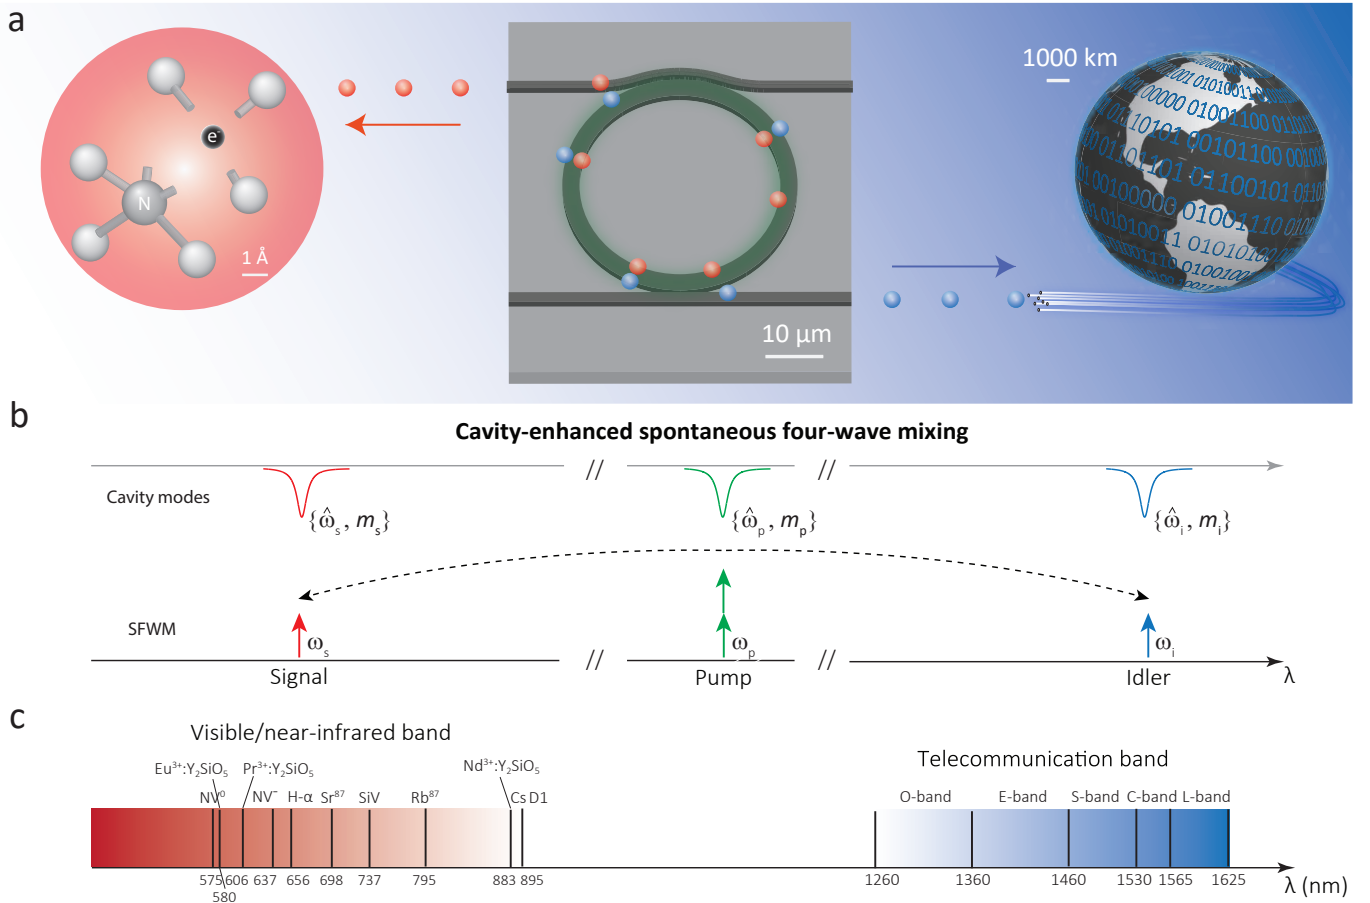 a
e-
N
1 Å
10 µm
1000 km
b
Cavity-enhanced spontaneous four-wave mixing
//
//
Cavity modes
{ω̂s, ms}
{ω̂p, mp}
{ω̂i, mi}
SFWM
ωs
ωp
ωi
//
//
Signal
Pump
Idler
λ
c
Visible/near-infrared band
Telecommunication band
Eu³⁺:Y₂SiO₅
Pr³⁺:Y₂SiO₅
Nd³⁺:Y₂SiO₅
NV⁰
NV⁻
H-α
Sr⁸⁷
SiV
Rb⁸⁷
Cs D1
O-band
E-band
S-band
C-band
L-band
575
580
606
637
656
698
737
795
883
895
1260
1360
1460
1530
1565
1625
λ (nm)